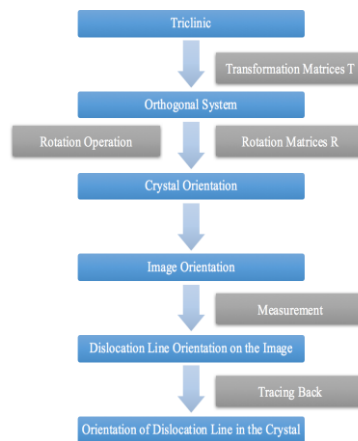 Triclinic
Transformation Matrices T
Orthogonal System
Rotation Operation
Rotation Matrices R
Crystal Orientation
Image Orientation
Measurement
Dislocation Line Orientation on the Image
Tracing Back
Orientation of Dislocation Line in the Crystal